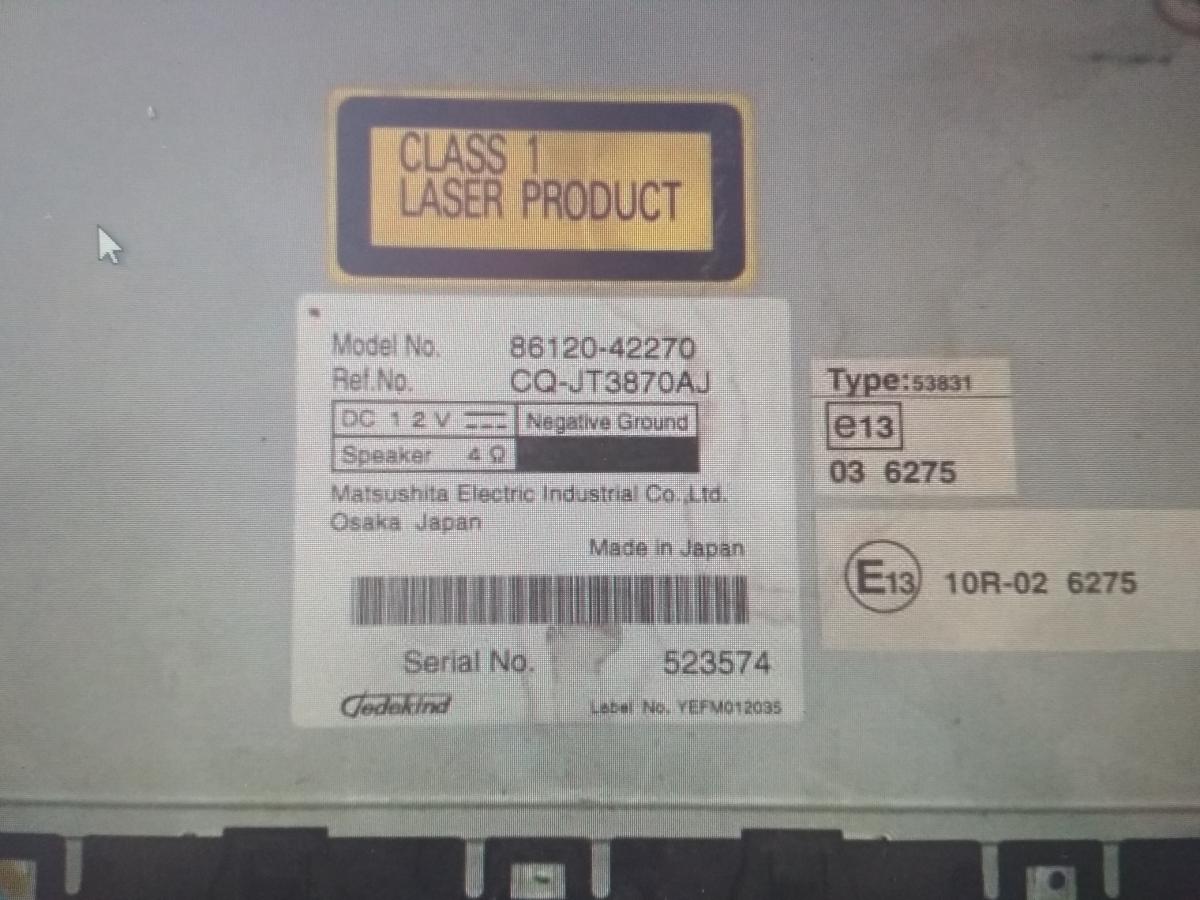 CLASS 1
LASER PRODUCT
Model No. 86120-42270
Ref.No. CQ-JT3870AJ
DC 12V Negative Ground
Speaker 4Ω
Matsushita Electric Industrial Co.,Ltd.
Osaka Japan
Made in Japan
Serial No. 523574
Label No. YEFM012035
Type:53831
e13
03 6275
E13 10R-02 6275